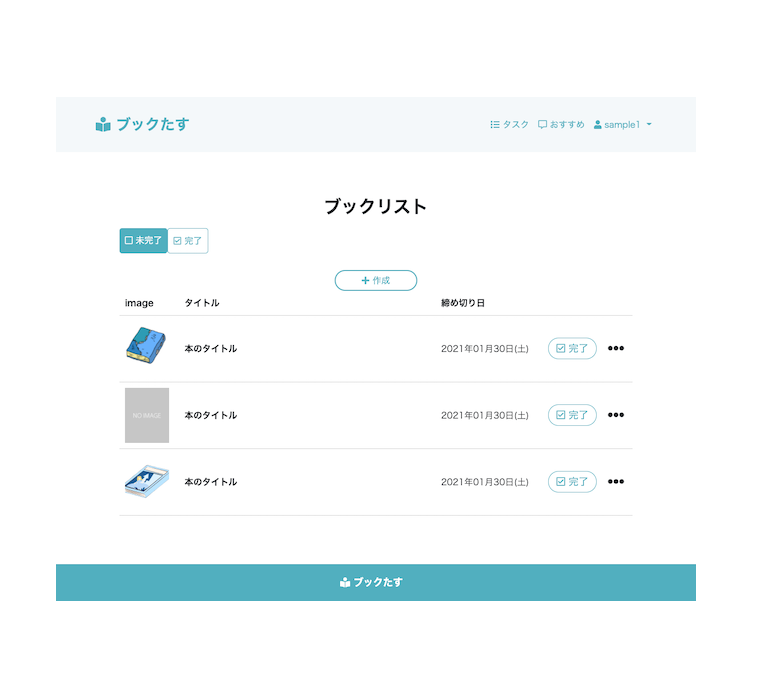 ブックたす
タスク おすすめ sample1
ブックリスト
未完了 完了
作成
image タイトル 締め切り日
本のタイトル 2021年01月30日(土) 完了
NO IMAGE 本のタイトル 2021年01月30日(土) 完了
本のタイトル 2021年01月30日(土) 完了
ブックたす